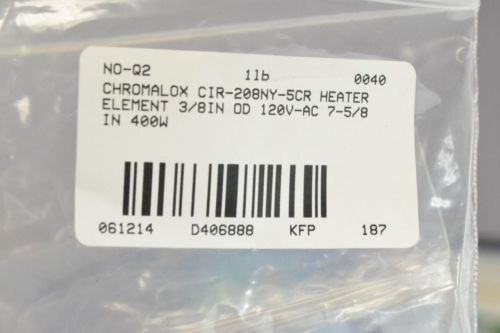 NO-Q2 1lb 0040
CHROMALOX CIR-208NY-5CR HEATER
ELEMENT 3/8IN OD 120V-AC 7-5/8
IN 400W
061214 D406888 KFP 187